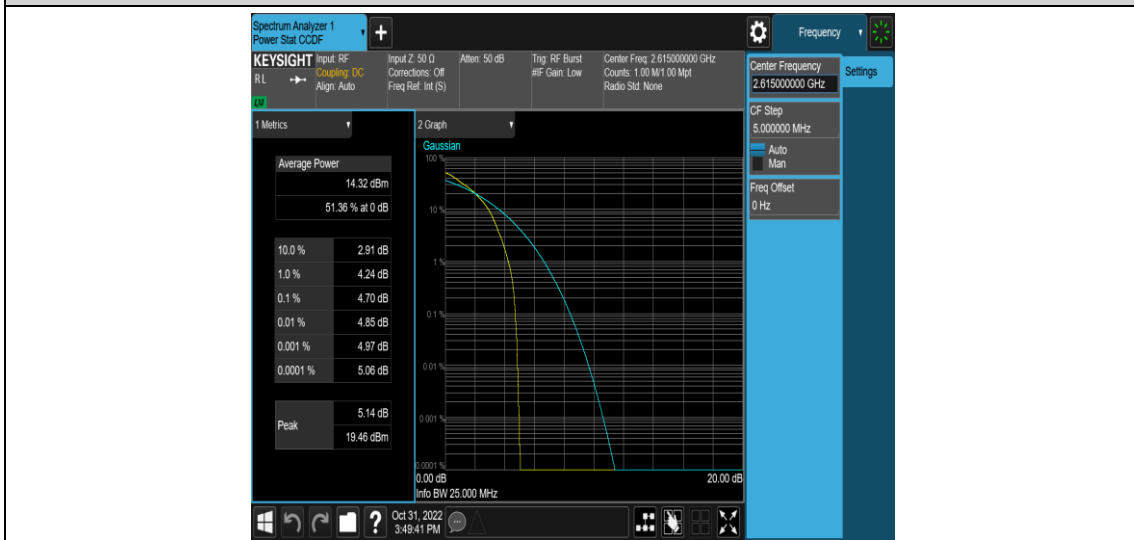 Spectrum Analyzer 1
Power Stat CCDF
+
Frequency
KEYSIGHT
RL
LNI
Input: RF
Coupling: DC
Align: Auto
Input Z: 50 Ω
Corrections: Off
Freq Ref: Int (S)
Atten: 50 dB
Trig: RF Burst
#IF Gain: Low
Center Freq: 2.615000000 GHz
Counts: 1.00 M/1.00 Mpt
Radio Std: None
Center Frequency
2.615000000 GHz
Settings
CF Step
5.000000 MHz
Auto
Man
Freq Offset
0 Hz
1 Metrics
Average Power
14.32 dBm
51.36 % at 0 dB
10.0 % 2.91 dB
1.0 % 4.24 dB
0.1 % 4.70 dB
0.01 % 4.85 dB
0.001 % 4.97 dB
0.0001 % 5.06 dB
Peak
5.14 dB
19.46 dBm
2 Graph
Gaussian
100 %
10 %
1 %
0.1 %
0.01 %
0.001 %
0.0001 %
0.00 dB 20.00 dB
Info BW 25.000 MHz
?
Oct 31, 2022
3:49:41 PM